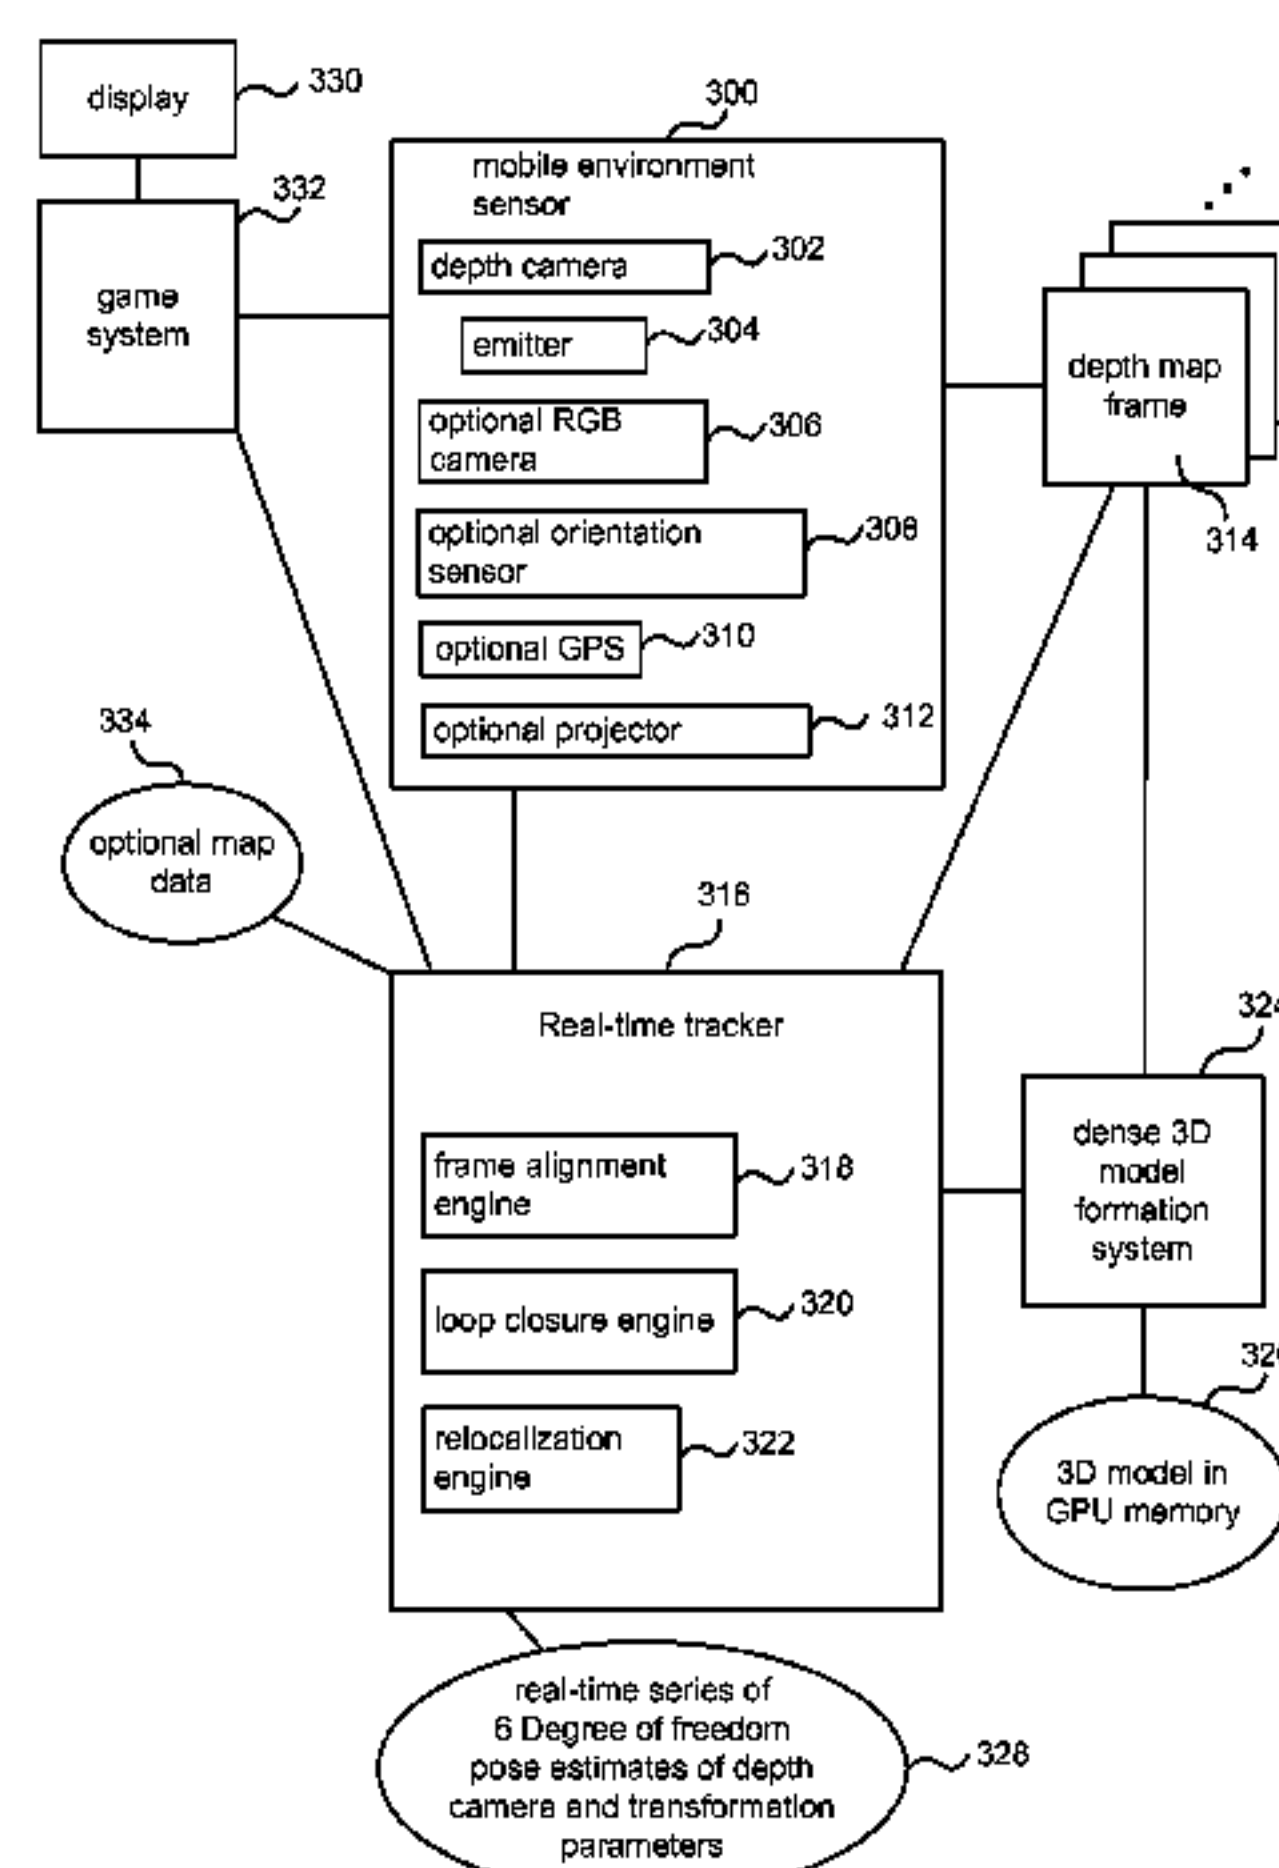 display
330
300
332
game
system
mobile environment
sensor
depth camera
302
emitter
304
optional RGB
camera
306
optional orientation
sensor
308
optional GPS
310
optional projector
312
depth map
frame
314
334
optional map
data
316
Real-time tracker
frame alignment
engine
318
loop closure engine
320
relocalization
engine
322
324
dense 3D
model
formation
system
3D model in
GPU memory
real-time series of
6 Degree of freedom
pose estimates of depth
camera and transformation
parameters
328